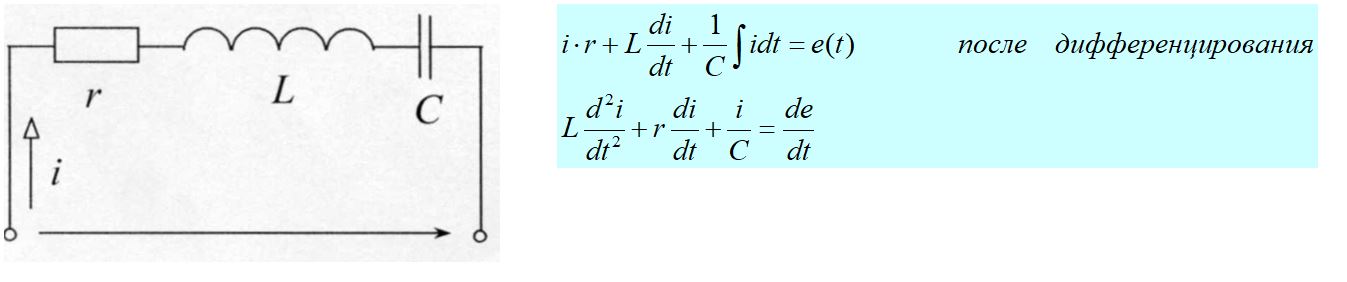 r
L
C
i
i·r + L di/dt + 1/C ∫ idt = e(t) после дифференцирования
L d²i/dt² + r di/dt + i/C = de/dt